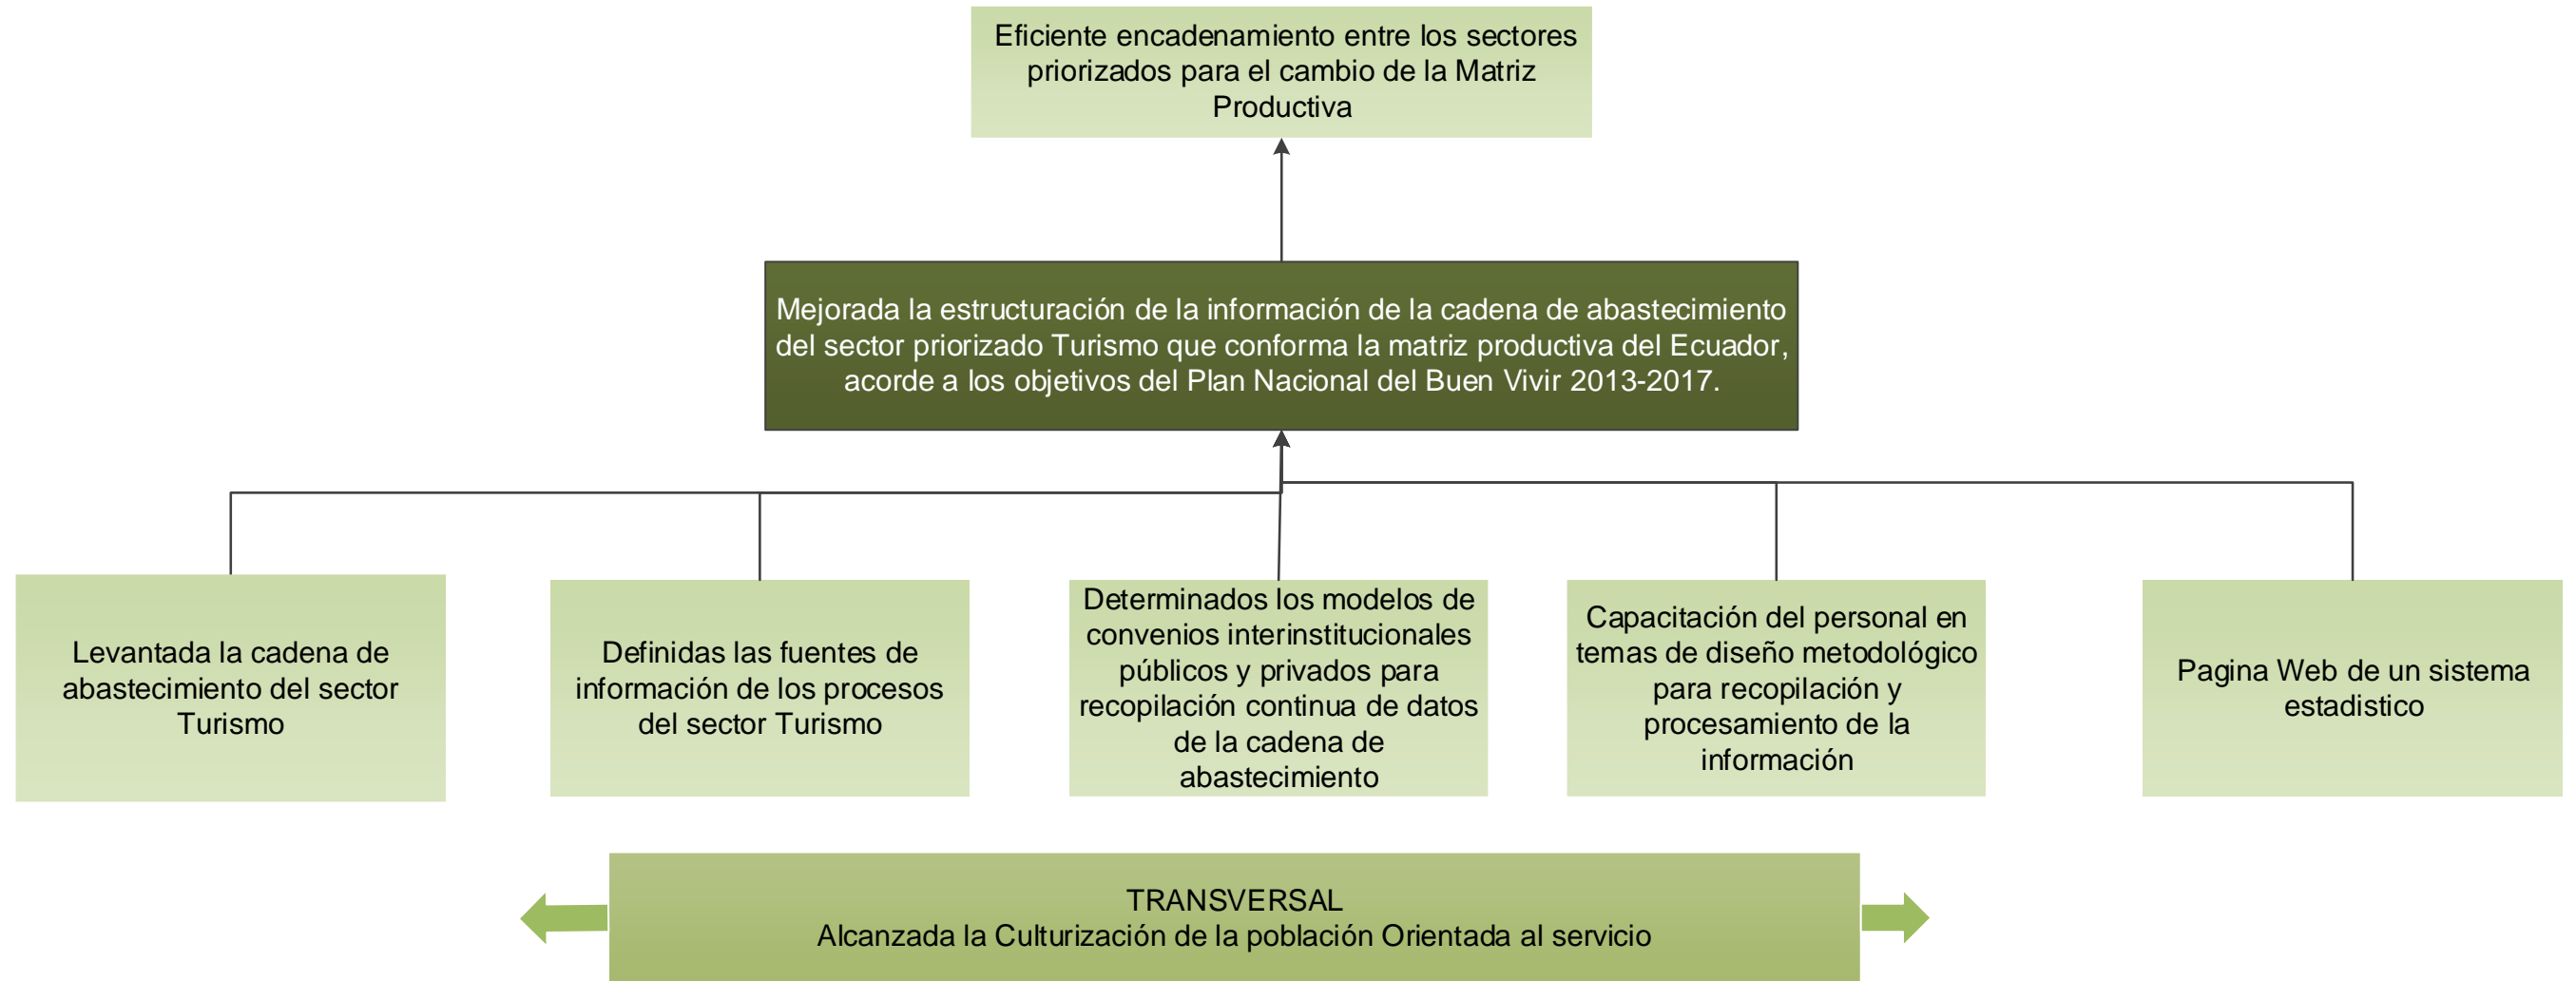 Eficiente encadenamiento entre los sectores
priorizados para el cambio de la Matriz
Productiva
Mejorada la estructuración de la información de la cadena de abastecimiento
del sector priorizado Turismo que conforma la matriz productiva del Ecuador,
acorde a los objetivos del Plan Nacional del Buen Vivir 2013-2017.
Levantada la cadena de
abastecimiento del sector
Turismo
Definidas las fuentes de
información de los procesos
del sector Turismo
Determinados los modelos de
convenios interinstitucionales
públicos y privados para
recopilación continua de datos
de la cadena de
abastecimiento
Capacitación del personal en
temas de diseño metodológico
para recopilación y
procesamiento de la
información
Pagina Web de un sistema
estadistico
TRANSVERSAL
Alcanzada la Culturización de la población Orientada al servicio